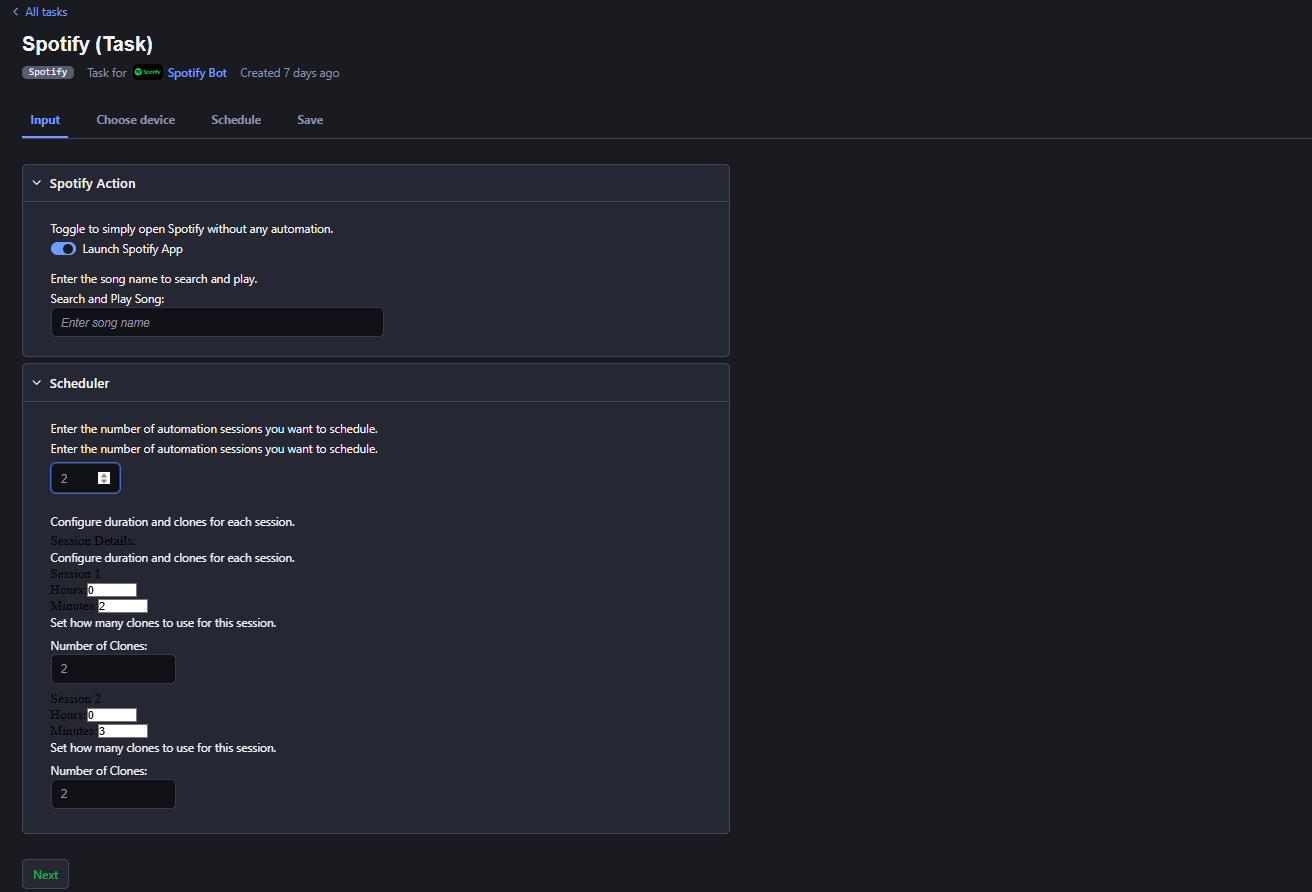 All tasks
Spotify (Task)
Spotify Task for Spotify Spotify Bot Created 7 days ago
Input Choose device Schedule Save
Spotify Action
Toggle to simply open Spotify without any automation.
Launch Spotify App
Enter the song name to search and play.
Search and Play Song:
Enter song name
Scheduler
Enter the number of automation sessions you want to schedule.
Enter the number of automation sessions you want to schedule.
2
Configure duration and clones for each session.
Session Details:
Configure duration and clones for each session.
Session 1
Hours:0
Minutes:2
Set how many clones to use for this session.
Number of Clones:
2
Session 2
Hours:0
Minutes:3
Set how many clones to use for this session.
Number of Clones:
2
Next